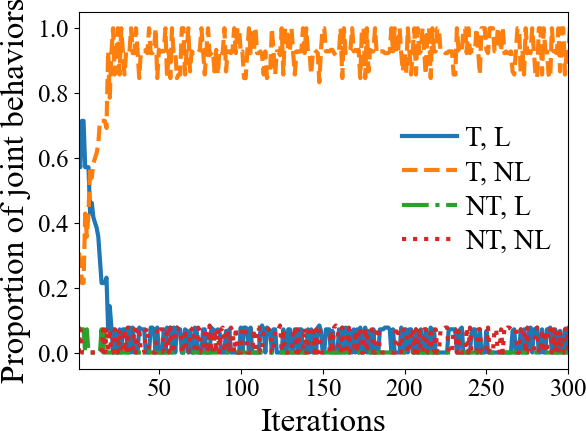 Proportion of joint behaviors
1.0
0.8
0.6
0.4
0.2
0.0
T, L
T, NL
NT, L
NT, NL
50
100
150
200
250
300
Iterations